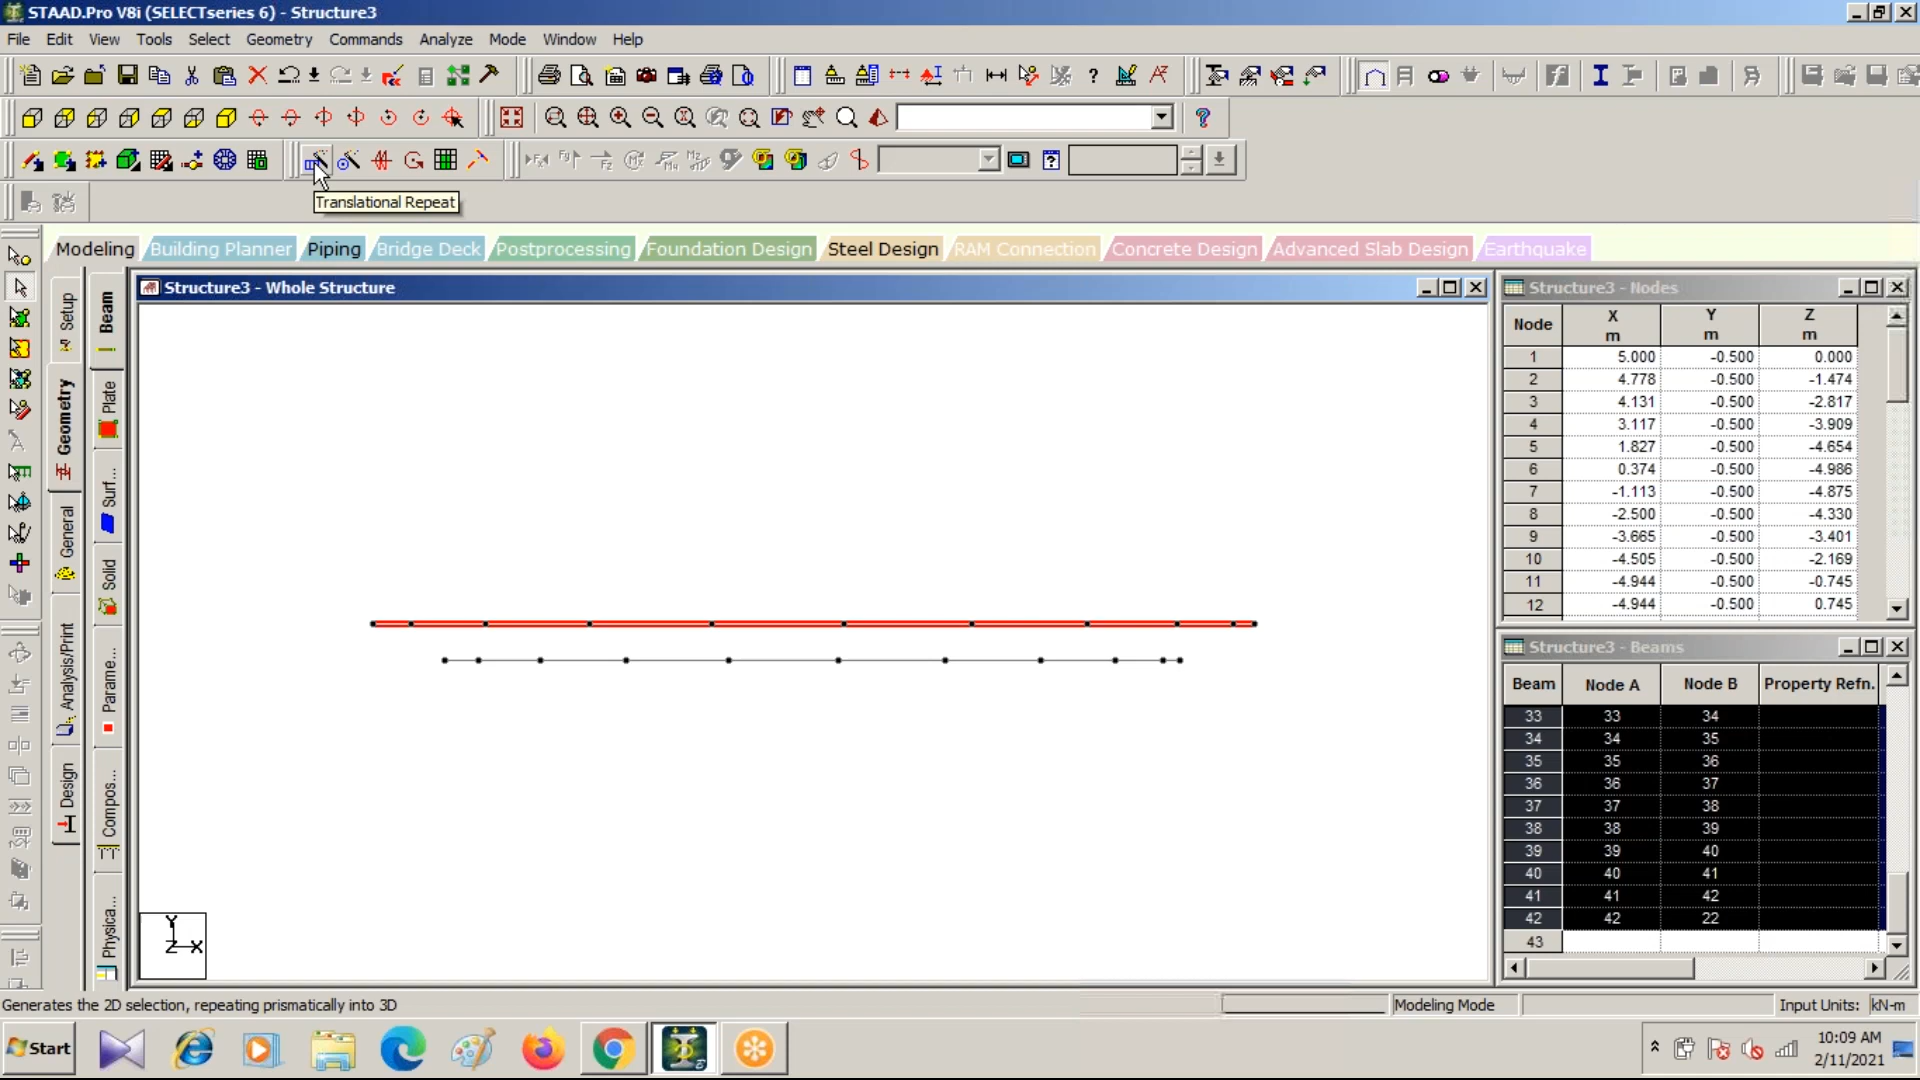 STAAD.Pro V8i (SELECTseries 6) - Structure3
File Edit View Tools Select Geometry Commands Analyze Mode Window Help
Translational Repeat
Modeling Building Planner Piping Bridge Deck Postprocessing Foundation Design Steel Design RAM Connection Concrete Design Advanced Slab Design Earthquake
Setup
Geometry
General
Analysis/Print
Design
Beam
Plate
Surf...
Solid
Parame...
Compos...
Physica...
Structure3 - Whole Structure
Y
Z X
Structure3 - Nodes
Node X m Y m Z m
1 5.000 -0.500 0.000
2 4.778 -0.500 -1.474
3 4.131 -0.500 -2.817
4 3.117 -0.500 -3.909
5 1.827 -0.500 -4.654
6 0.374 -0.500 -4.986
7 -1.113 -0.500 -4.875
8 -2.500 -0.500 -4.330
9 -3.665 -0.500 -3.401
10 -4.505 -0.500 -2.169
11 -4.944 -0.500 -0.745
12 -4.944 -0.500 0.745
Structure3 - Beams
Beam Node A Node B Property Refn.
33 33 34
34 34 35
35 35 36
36 36 37
37 37 38
38 38 39
39 39 40
40 40 41
41 41 42
42 42 22
43
Generates the 2D selection, repeating prismatically into 3D
Modeling Mode
Input Units: kN-m
Start
10:09 AM
2/11/2021